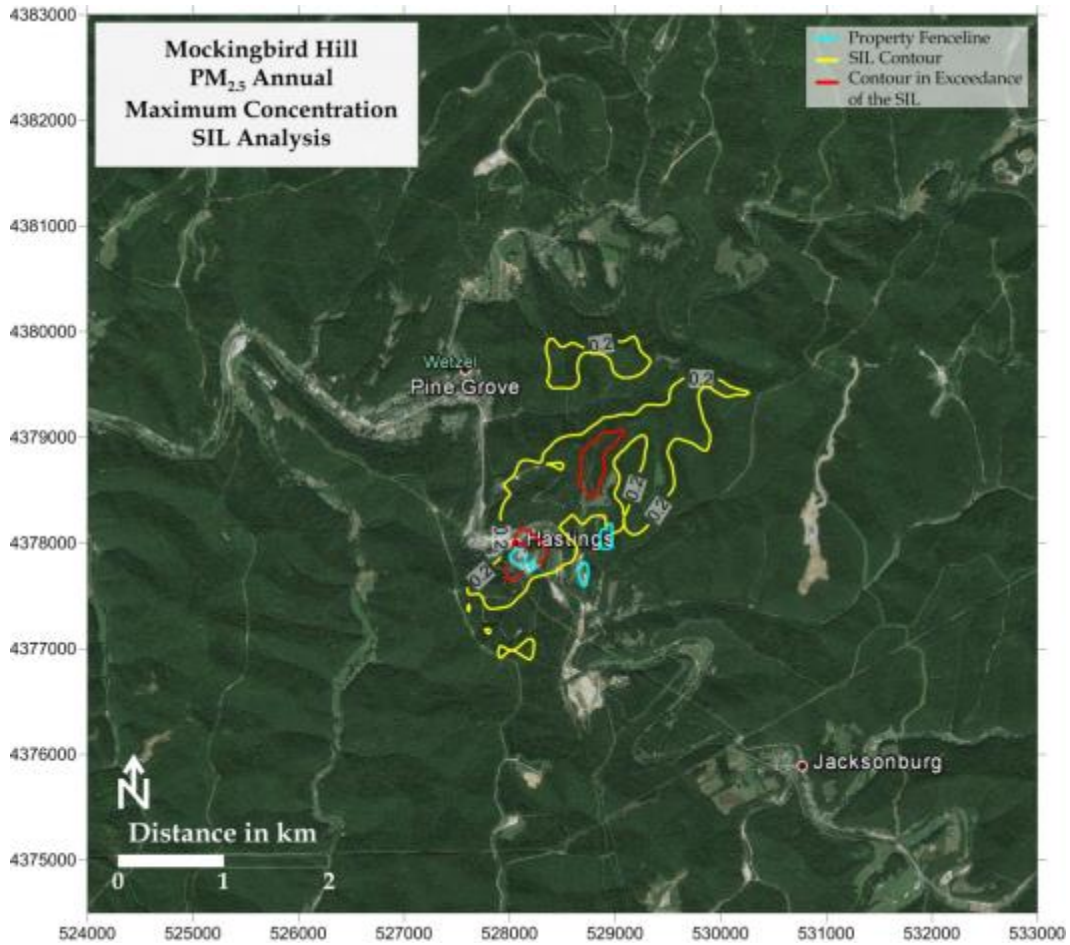 4383000
4382000
4381000
4380000
4379000
4378000
4377000
4376000
4375000
Mockingbird Hill
PM2.5 Annual
Maximum Concentration
SIL Analysis
Property Fenceline
SIL Contour
Contour in Exceedance
of the SIL
0.2
0.2
Wetzel
Pine Grove
0.2
0.2
0.2
Hastings
0.2
Jacksonburg
N
Distance in km
0 1 2
524000 525000 526000 527000 528000 529000 530000 531000 532000 533000